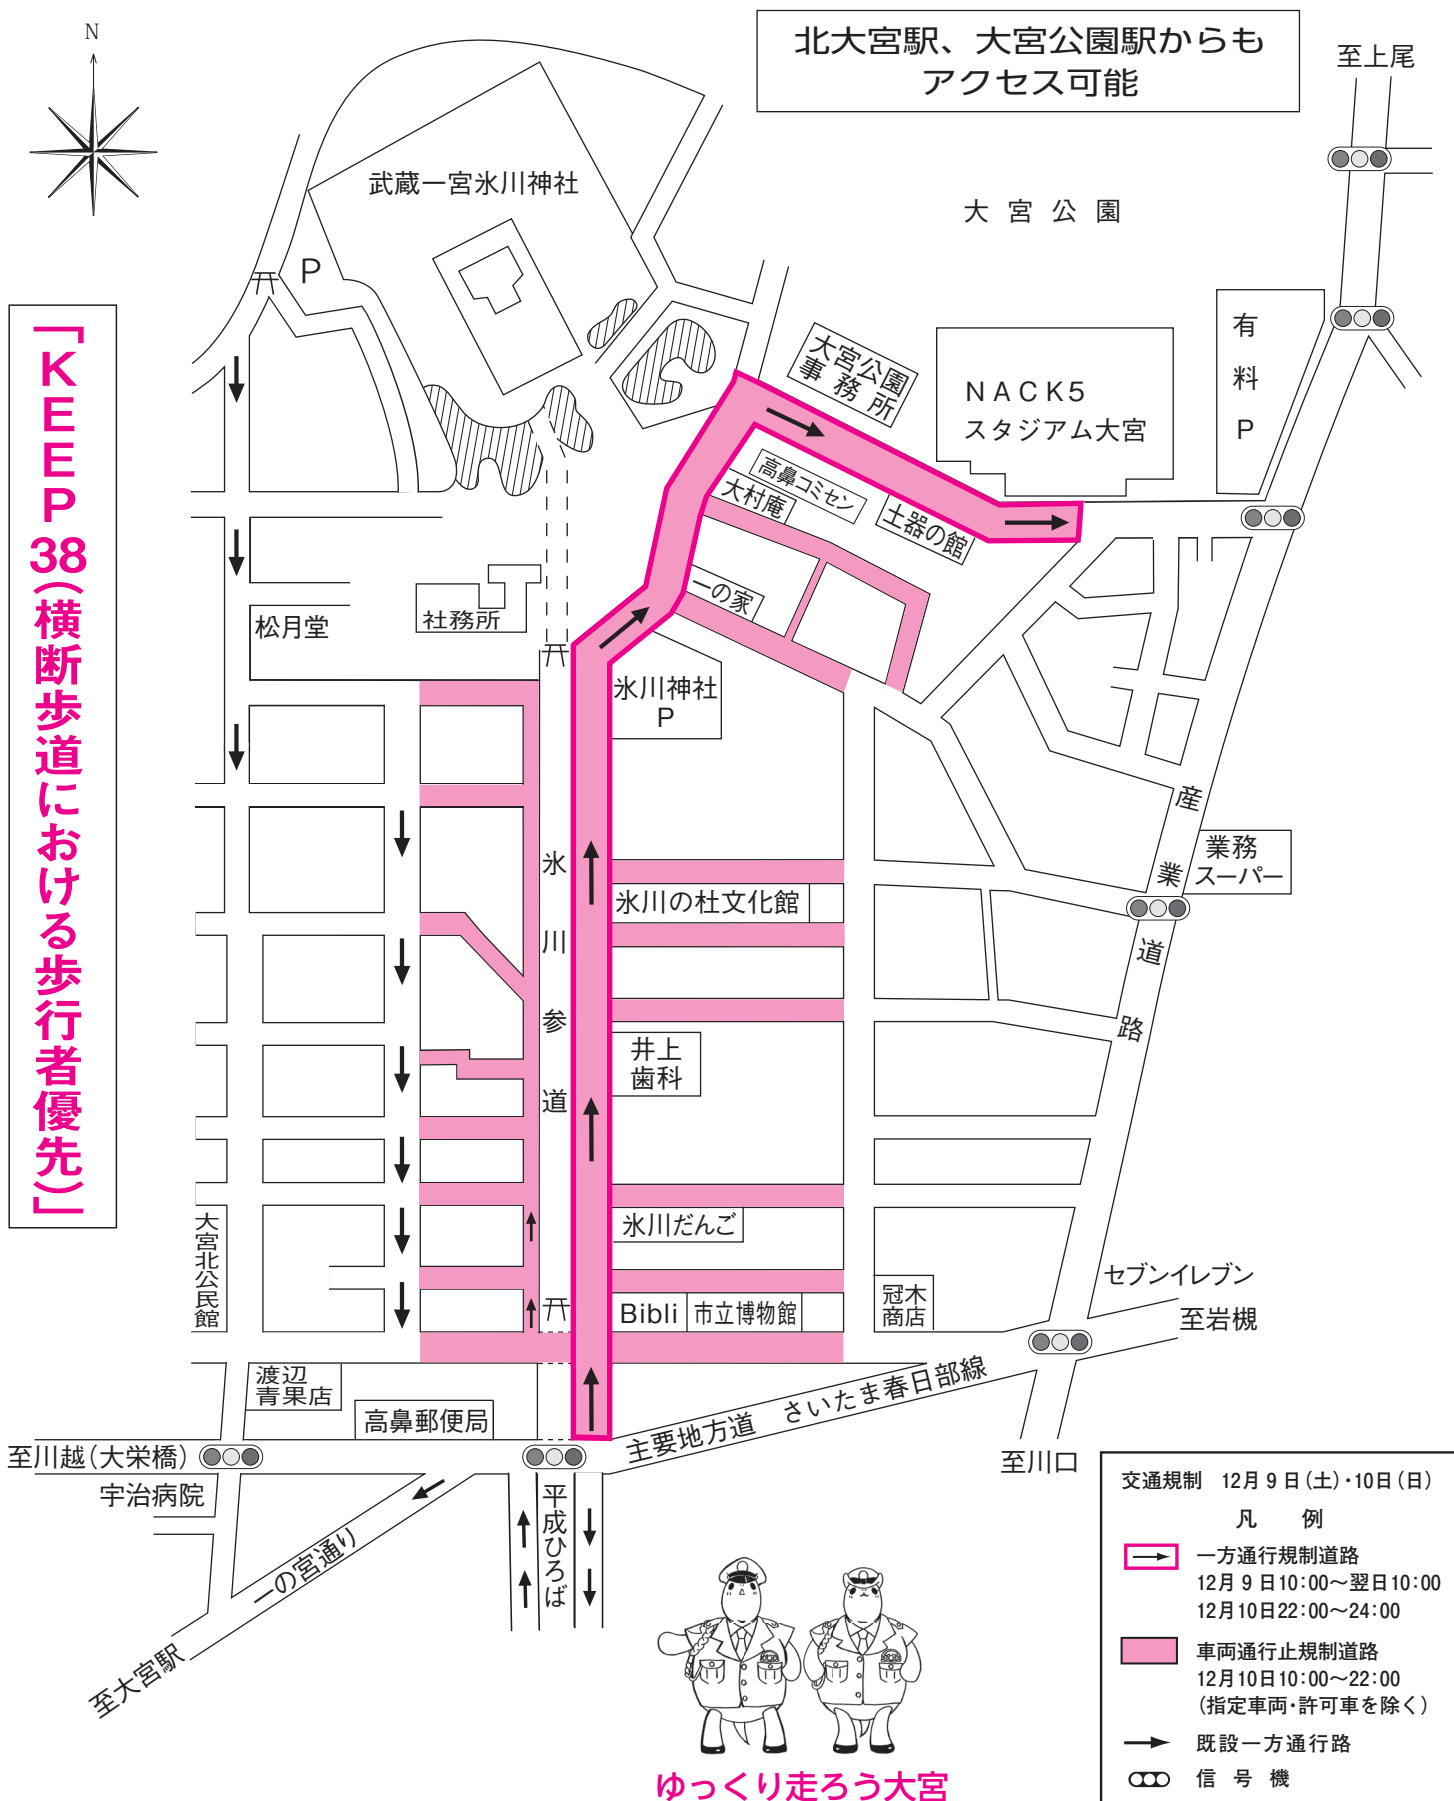 N
北大宮駅、大宮公園駅からも
アクセス可能
至上尾
武蔵一宮氷川神社
大宮公園
P
「KEEP38(横断歩道における歩行者優先)」
大宮公園
事務所
NACK5
スタジアム大宮
有料P
高鼻コミセン
大村庵
土器の館
一の家
社務所
松月堂
氷川神社
P
氷川参道
産業道路
業務
スーパー
氷川の杜文化館
井上
歯科
氷川だんご
大宮北公民館
Bibli
市立博物館
冠木
商店
セブンイレブン
至岩槻
渡辺
青果店
高鼻郵便局
主要地方道 さいたま春日部線
至川越(大栄橋)
至川口
宇治病院
平成ひろば
一の宮通り
至大宮駅
ゆっくり走ろう大宮
交通規制 12月9日(土)・10日(日)
凡例
一方通行規制道路
12月9日10:00~翌日10:00
12月10日22:00~24:00
車両通行止規制道路
12月10日10:00~22:00
(指定車両・許可車を除く)
既設一方通行路
信号機